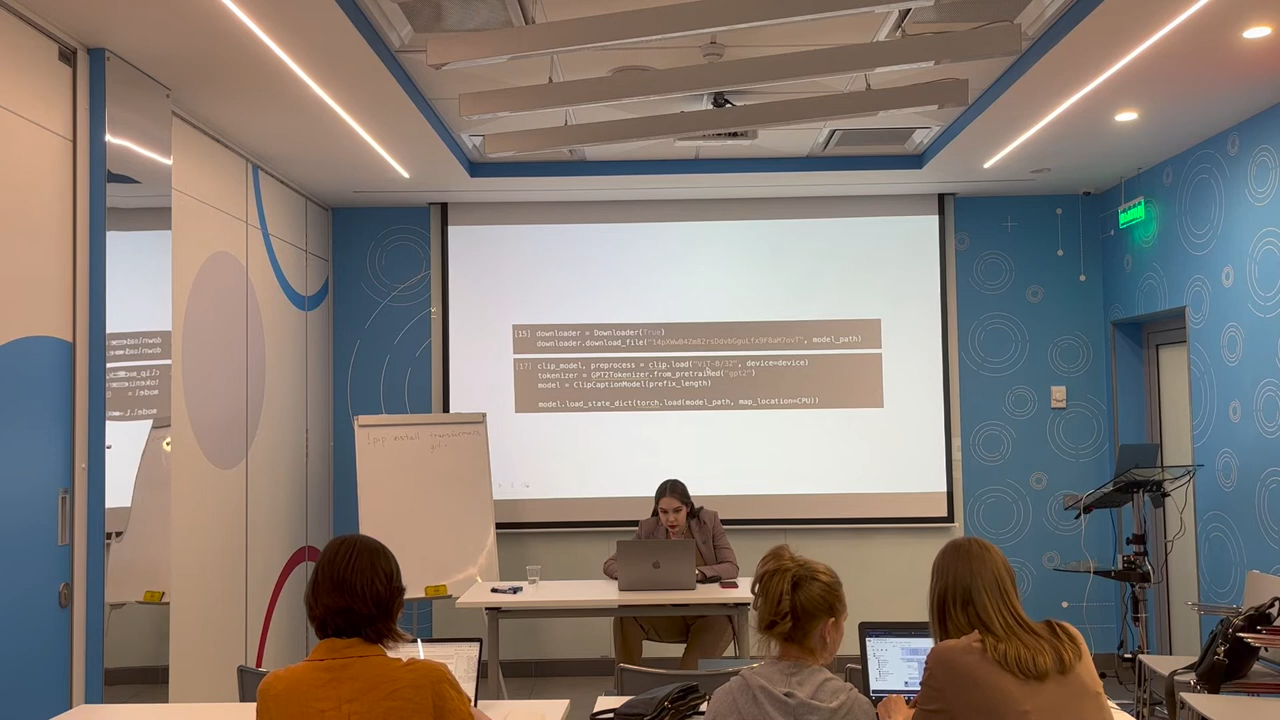 [15] downloader = Downloader(True)
downloader.download_file("14pXWwB4Zm82rsDdvbGguLfx9F8aM7ovT", model_path)
[17] clip_model, preprocess = clip.load("ViT-B/32", device=device)
tokenizer = GPT2Tokenizer.from_pretrained("gpt2")
model = ClipCaptionModel(prefix_length)
model.load_state_dict(torch.load(model_path, map_location=CPU))
!pip install transformers